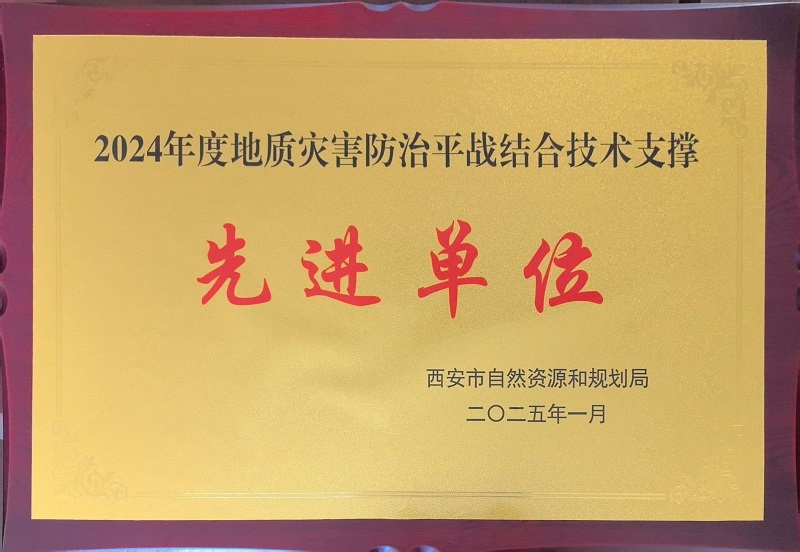 2024年度地质灾害防治平战结合技术支撑
先进单位
西安市自然资源和规划局
二〇二五年一月